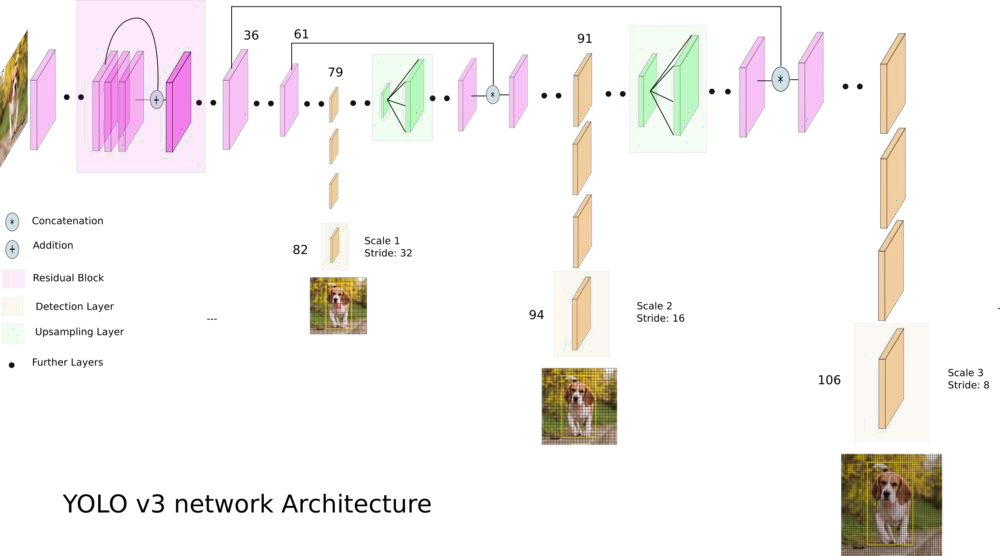 36
61
79
91
Concatenation
Addition
Residual Block
Detection Layer
Upsampling Layer
Further Layers
---
82
Scale 1
Stride: 32
94
Scale 2
Stride: 16
106
Scale 3
Stride: 8
YOLO v3 network Architecture